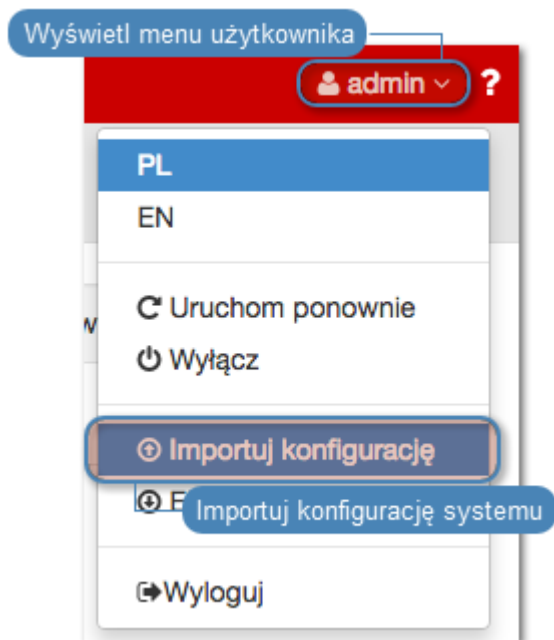 Wyświetl menu użytkownika
admin ?
PL
EN
w
Uruchom ponownie
Wyłącz
Importuj konfigurację
E
Importuj konfigurację systemu
Wyloguj